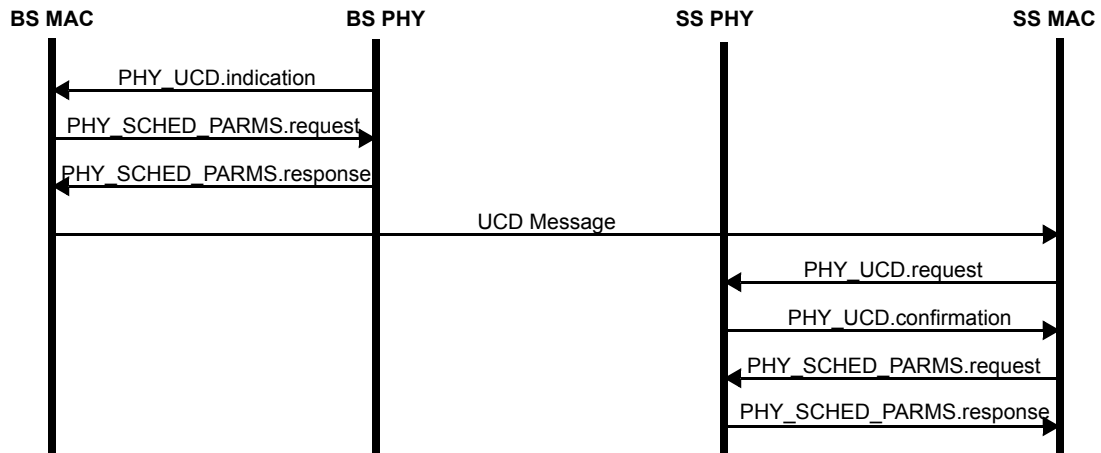 BS MAC BS PHY SS PHY SS MAC
PHY_UCD.indication
PHY_SCHED_PARMS.request
PHY_SCHED_PARMS.response
UCD Message
PHY_UCD.request
PHY_UCD.confirmation
PHY_SCHED_PARMS.request
PHY_SCHED_PARMS.response